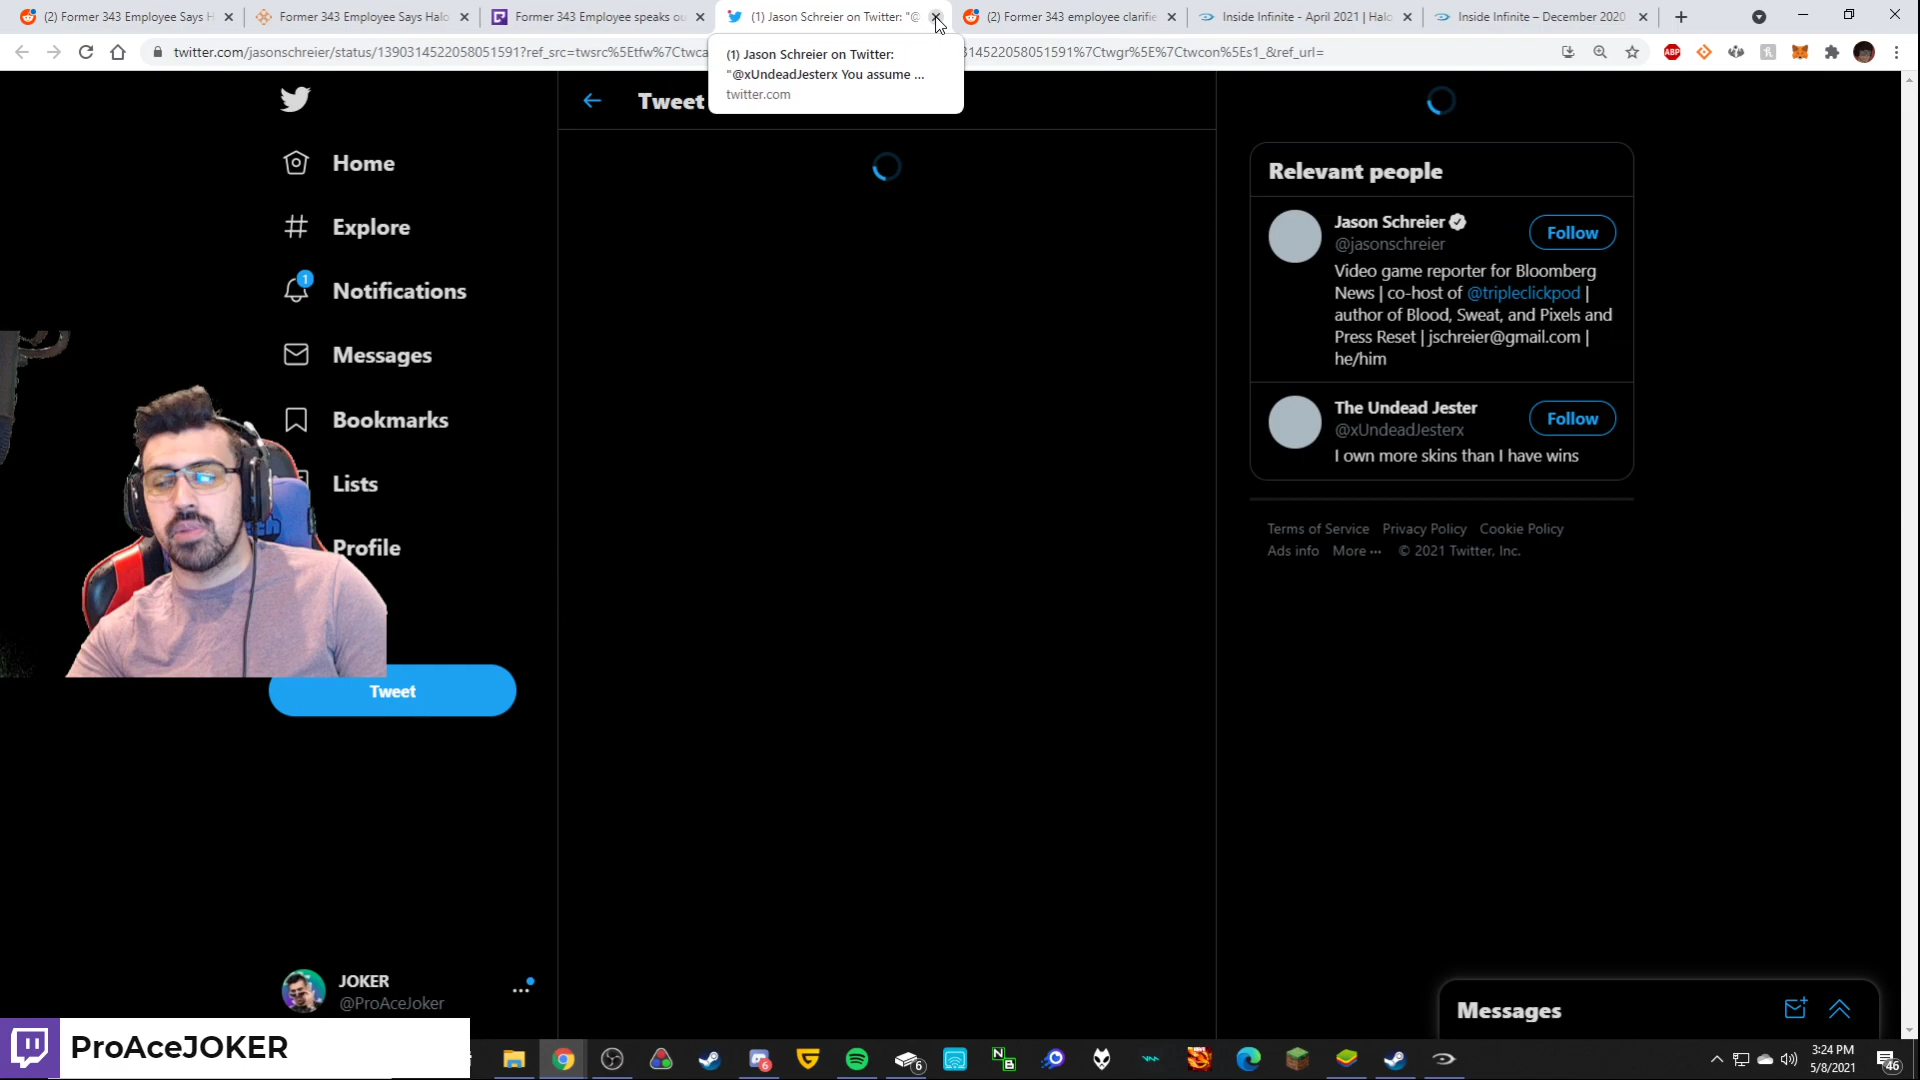 (2) Former 343 Employee Says H
Former 343 Employee Says Halo
Former 343 Employee speaks ou
(1) Jason Schreier on Twitter: "@
(2) Former 343 employee clarifie
Inside Infinite - April 2021 | Halo
Inside Infinite – December 2020
twitter.com/jasonschreier/status/1390314522058051591?ref_src=twsrc%5Etfw%7Ctwca
314522058051591%7Ctwgr%5E%7Ctwcon%5Es1_&ref_url=
ABP
(1) Jason Schreier on Twitter:
"@xUndeadJesterx You assume ...
twitter.com
Home
Explore
1
Notifications
Messages
Bookmarks
Lists
Profile
Tweet
JOKER
@ProAceJoker
Tweet
Relevant people
Jason Schreier
@jasonschreier
Follow
Video game reporter for Bloomberg
News | co-host of @tripleclickpod |
author of Blood, Sweat, and Pixels and
Press Reset | jschreier@gmail.com |
he/him
The Undead Jester
@xUndeadJesterx
Follow
I own more skins than I have wins
Terms of Service Privacy Policy Cookie Policy
Ads info More ··· © 2021 Twitter, Inc.
Messages
ProAceJOKER
6
6
N
B
3:24 PM
5/8/2021
46